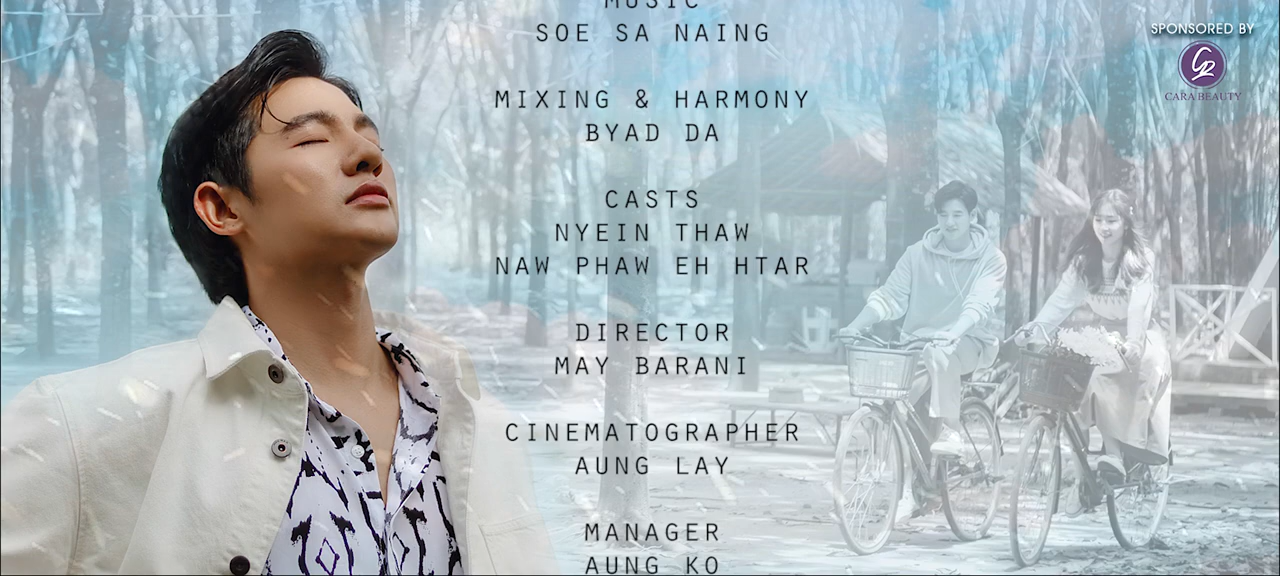 MUSIC
SOE SA NAING
MIXING & HARMONY
BYAD DA
CASTS
NYEIN THAW
NAW PHAW EH HTAR
DIRECTOR
MAY BARANI
CINEMATOGRAPHER
AUNG LAY
MANAGER
AUNG KO
SPONSORED BY
CARA BEAUTY